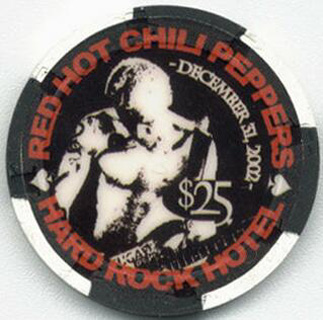 RED HOT CHILI PEPPERS
- DECEMBER 31, 2002 -
$25
HARD ROCK HOTEL